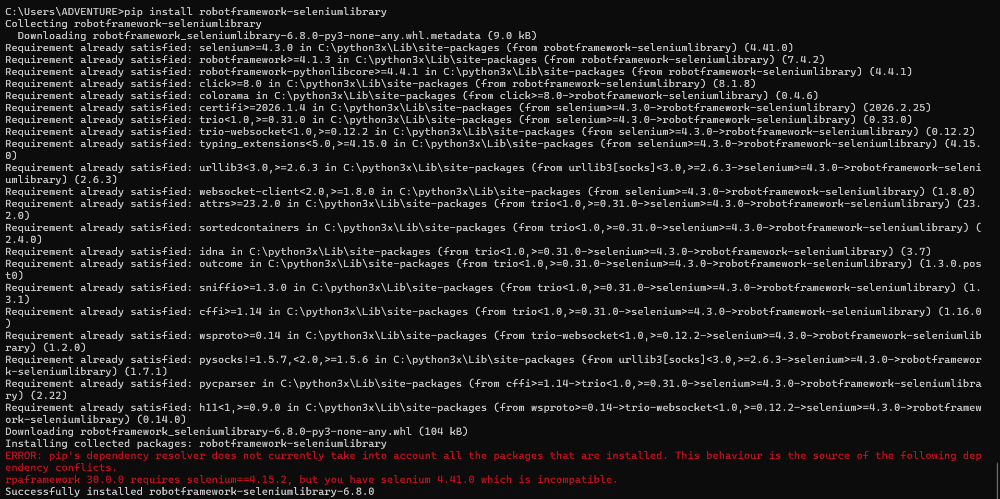 C:\Users\ADVENTURE>pip install robotframework-seleniumlibrary
Collecting robotframework-seleniumlibrary
  Downloading robotframework_seleniumlibrary-6.8.0-py3-none-any.whl.metadata (9.0 kB)
Requirement already satisfied: selenium>=4.3.0 in C:\python3x\Lib\site-packages (from robotframework-seleniumlibrary) (4.41.0)
Requirement already satisfied: robotframework>=4.1.3 in C:\python3x\Lib\site-packages (from robotframework-seleniumlibrary) (7.4.2)
Requirement already satisfied: robotframework-pythonlibcore>=4.4.1 in C:\python3x\Lib\site-packages (from robotframework-seleniumlibrary) (4.4.1)
Requirement already satisfied: click>=8.0 in C:\python3x\Lib\site-packages (from robotframework-seleniumlibrary) (8.1.8)
Requirement already satisfied: colorama in C:\python3x\Lib\site-packages (from click>=8.0->robotframework-seleniumlibrary) (0.4.6)
Requirement already satisfied: certifi>=2026.1.4 in C:\python3x\Lib\site-packages (from selenium>=4.3.0->robotframework-seleniumlibrary) (2026.2.25)
Requirement already satisfied: trio<1.0,>=0.31.0 in C:\python3x\Lib\site-packages (from selenium>=4.3.0->robotframework-seleniumlibrary) (0.33.0)
Requirement already satisfied: trio-websocket<1.0,>=0.12.2 in C:\python3x\Lib\site-packages (from selenium>=4.3.0->robotframework-seleniumlibrary) (0.12.2)
Requirement already satisfied: typing_extensions<5.0,>=4.15.0 in C:\python3x\Lib\site-packages (from selenium>=4.3.0->robotframework-seleniumlibrary) (4.15.
0)
Requirement already satisfied: urllib3<3.0,>=2.6.3 in C:\python3x\Lib\site-packages (from urllib3[socks]<3.0,>=2.6.3->selenium>=4.3.0->robotframework-seleni
umlibrary) (2.6.3)
Requirement already satisfied: websocket-client<2.0,>=1.8.0 in C:\python3x\Lib\site-packages (from selenium>=4.3.0->robotframework-seleniumlibrary) (1.8.0)
Requirement already satisfied: attrs>=23.2.0 in C:\python3x\Lib\site-packages (from trio<1.0,>=0.31.0->selenium>=4.3.0->robotframework-seleniumlibrary) (23.
2.0)
Requirement already satisfied: sortedcontainers in C:\python3x\Lib\site-packages (from trio<1.0,>=0.31.0->selenium>=4.3.0->robotframework-seleniumlibrary) (
2.4.0)
Requirement already satisfied: idna in C:\python3x\Lib\site-packages (from trio<1.0,>=0.31.0->selenium>=4.3.0->robotframework-seleniumlibrary) (3.7)
Requirement already satisfied: outcome in C:\python3x\Lib\site-packages (from trio<1.0,>=0.31.0->selenium>=4.3.0->robotframework-seleniumlibrary) (1.3.0.pos
t0)
Requirement already satisfied: sniffio>=1.3.0 in C:\python3x\Lib\site-packages (from trio<1.0,>=0.31.0->selenium>=4.3.0->robotframework-seleniumlibrary) (1.
3.1)
Requirement already satisfied: cffi>=1.14 in C:\python3x\Lib\site-packages (from trio<1.0,>=0.31.0->selenium>=4.3.0->robotframework-seleniumlibrary) (1.16.0
)
Requirement already satisfied: wsproto>=0.14 in C:\python3x\Lib\site-packages (from trio-websocket<1.0,>=0.12.2->selenium>=4.3.0->robotframework-seleniumlib
rary) (1.2.0)
Requirement already satisfied: pysocks!=1.5.7,<2.0,>=1.5.6 in C:\python3x\Lib\site-packages (from urllib3[socks]<3.0,>=2.6.3->selenium>=4.3.0->robotframewor
k-seleniumlibrary) (1.7.1)
Requirement already satisfied: pycparser in C:\python3x\Lib\site-packages (from cffi>=1.14->trio<1.0,>=0.31.0->selenium>=4.3.0->robotframework-seleniumlibra
ry) (2.22)
Requirement already satisfied: h11<1,>=0.9.0 in C:\python3x\Lib\site-packages (from wsproto>=0.14->trio-websocket<1.0,>=0.12.2->selenium>=4.3.0->robotframew
ork-seleniumlibrary) (0.14.0)
Downloading robotframework_seleniumlibrary-6.8.0-py3-none-any.whl (104 kB)
Installing collected packages: robotframework-seleniumlibrary
ERROR: pip's dependency resolver does not currently take into account all the packages that are installed. This behaviour is the source of the following dep
endency conflicts.
rpaframework 30.0.0 requires selenium==4.15.2, but you have selenium 4.41.0 which is incompatible.
Successfully installed robotframework-seleniumlibrary-6.8.0